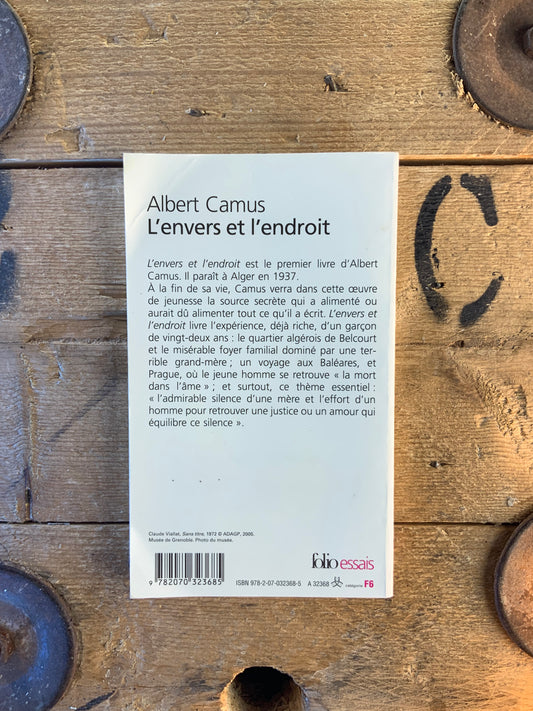 Albert Camus
L'envers et l'endroit
L'envers et l'endroit est le premier livre d'Albert
Camus. Il paraît à Alger en 1937.
À la fin de sa vie, Camus verra dans cette œuvre
de jeunesse la source secrète qui a alimenté ou
aurait dû alimenter tout ce qu'il a écrit. L'envers et
l'endroit livre l'expérience, déjà riche, d'un garçon
de vingt-deux ans : le quartier algérois de Belcourt
et le misérable foyer familial dominé par une ter-
rible grand-mère ; un voyage aux Baléares, et
Prague, où le jeune homme se retrouve « la mort
dans l'âme » ; et surtout, ce thème essentiel :
« l'admirable silence d'une mère et l'effort d'un
homme pour retrouver une justice ou un amour qui
équilibre ce silence ».
Claude Viallat, Sans titre, 1972 © ADAGP, 2005.
Musée de Grenoble. Photo du musée.
folio essais
9 782070 323685
ISBN 978-2-07-032368-5 A 32368 catégorie F6
C